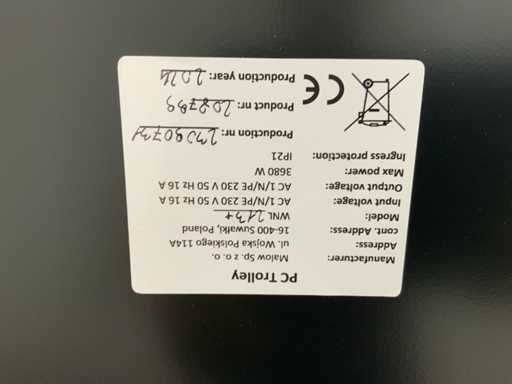 PC Trolley
Manufacturer: Malow Sp. z o. o.
Address: ul. Wojska Polskiego 114A
cont. Address: 16-400 Suwałki, Poland
Model: WNL
Input voltage: AC 1/N/PE 230 V 50 Hz 16 A
Output voltage: AC 1/N/PE 230 V 50 Hz 16 A
Max power: 3680 W
Ingress protection: IP21
Production nr:
Product nr:
Production year: 2024
CE